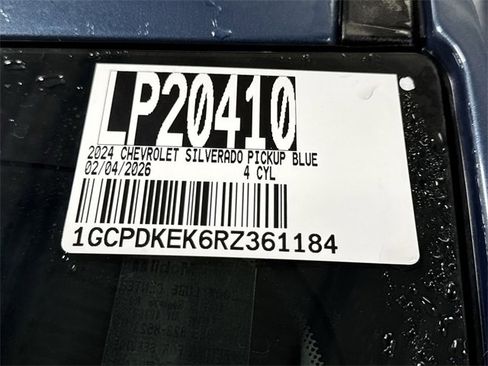 LP20410
2024 CHEVROLET SILVERADO PICKUP BLUE
02/04/2026 4 CYL
1GCPDKEK6RZ361184